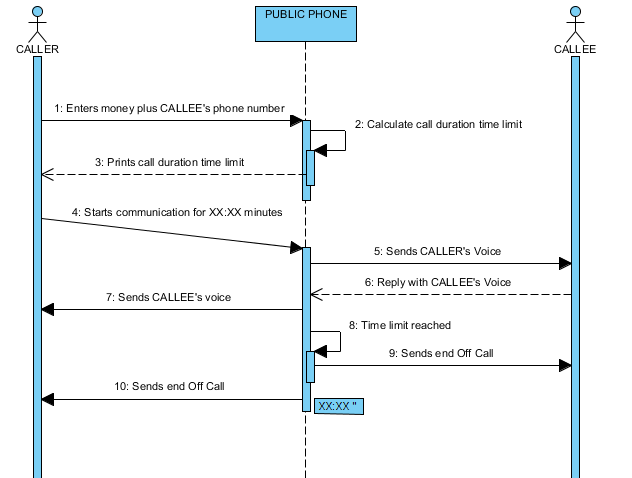 PUBLIC PHONE
CALLER
CALLEE
1: Enters money plus CALLEE's phone number
2: Calculate call duration time limit
3: Prints call duration time limit
4: Starts communication for XX:XX minutes
5: Sends CALLER's Voice
6: Reply with CALLEE's Voice
7: Sends CALLEE's voice
8: Time limit reached
9: Sends end Off Call
10: Sends end Off Call
XX:XX "